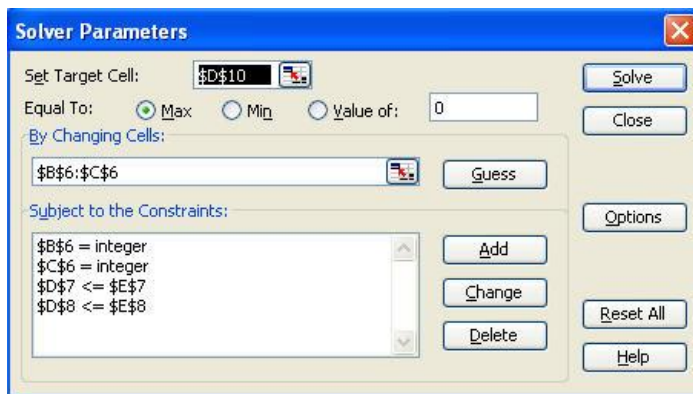 Solver Parameters
Set Target Cell: $D$10 Solve
Equal To: Max Min Value of: 0
Close
By Changing Cells:
$B$6:$C$6 Guess
Subject to the Constraints: Options
$B$6 = integer Add
$C$6 = integer
$D$7 <= $E$7 Change
$D$8 <= $E$8
Reset All
Delete
Help